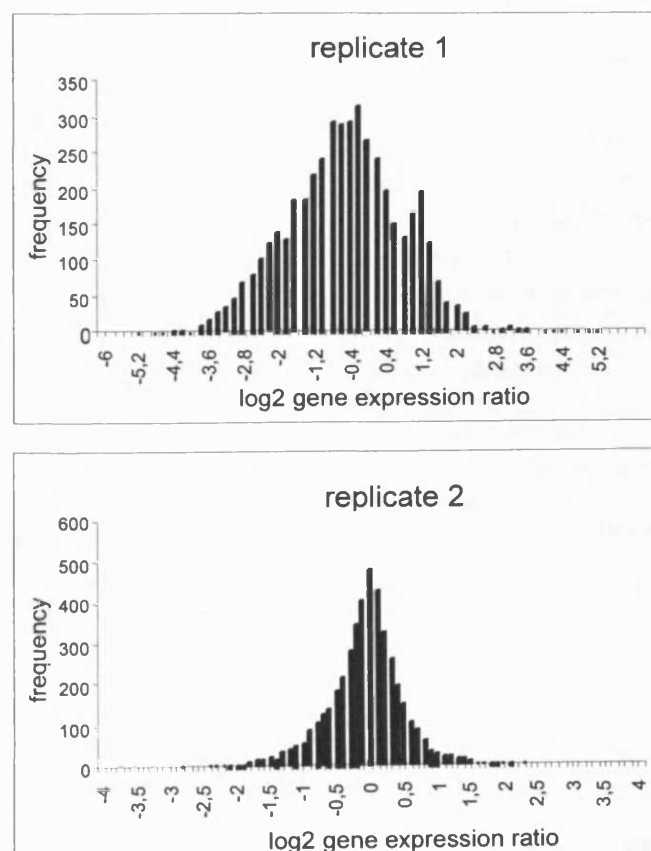 replicate 1
350
300
250
200
150
100
50
0
frequency
-6 -5,2 -4,4 -3,6 -2,8 -2 -1,2 -0,4 0,4 1,2 2 2,8 3,6 4,4 5,2
log2 gene expression ratio
replicate 2
600
500
400
300
200
100
0
frequency
-4 -3,5 -3 -2,5 -2 -1,5 -1 -0,5 0 0,5 1 1,5 2 2,5 3 3,5 4
log2 gene expression ratio